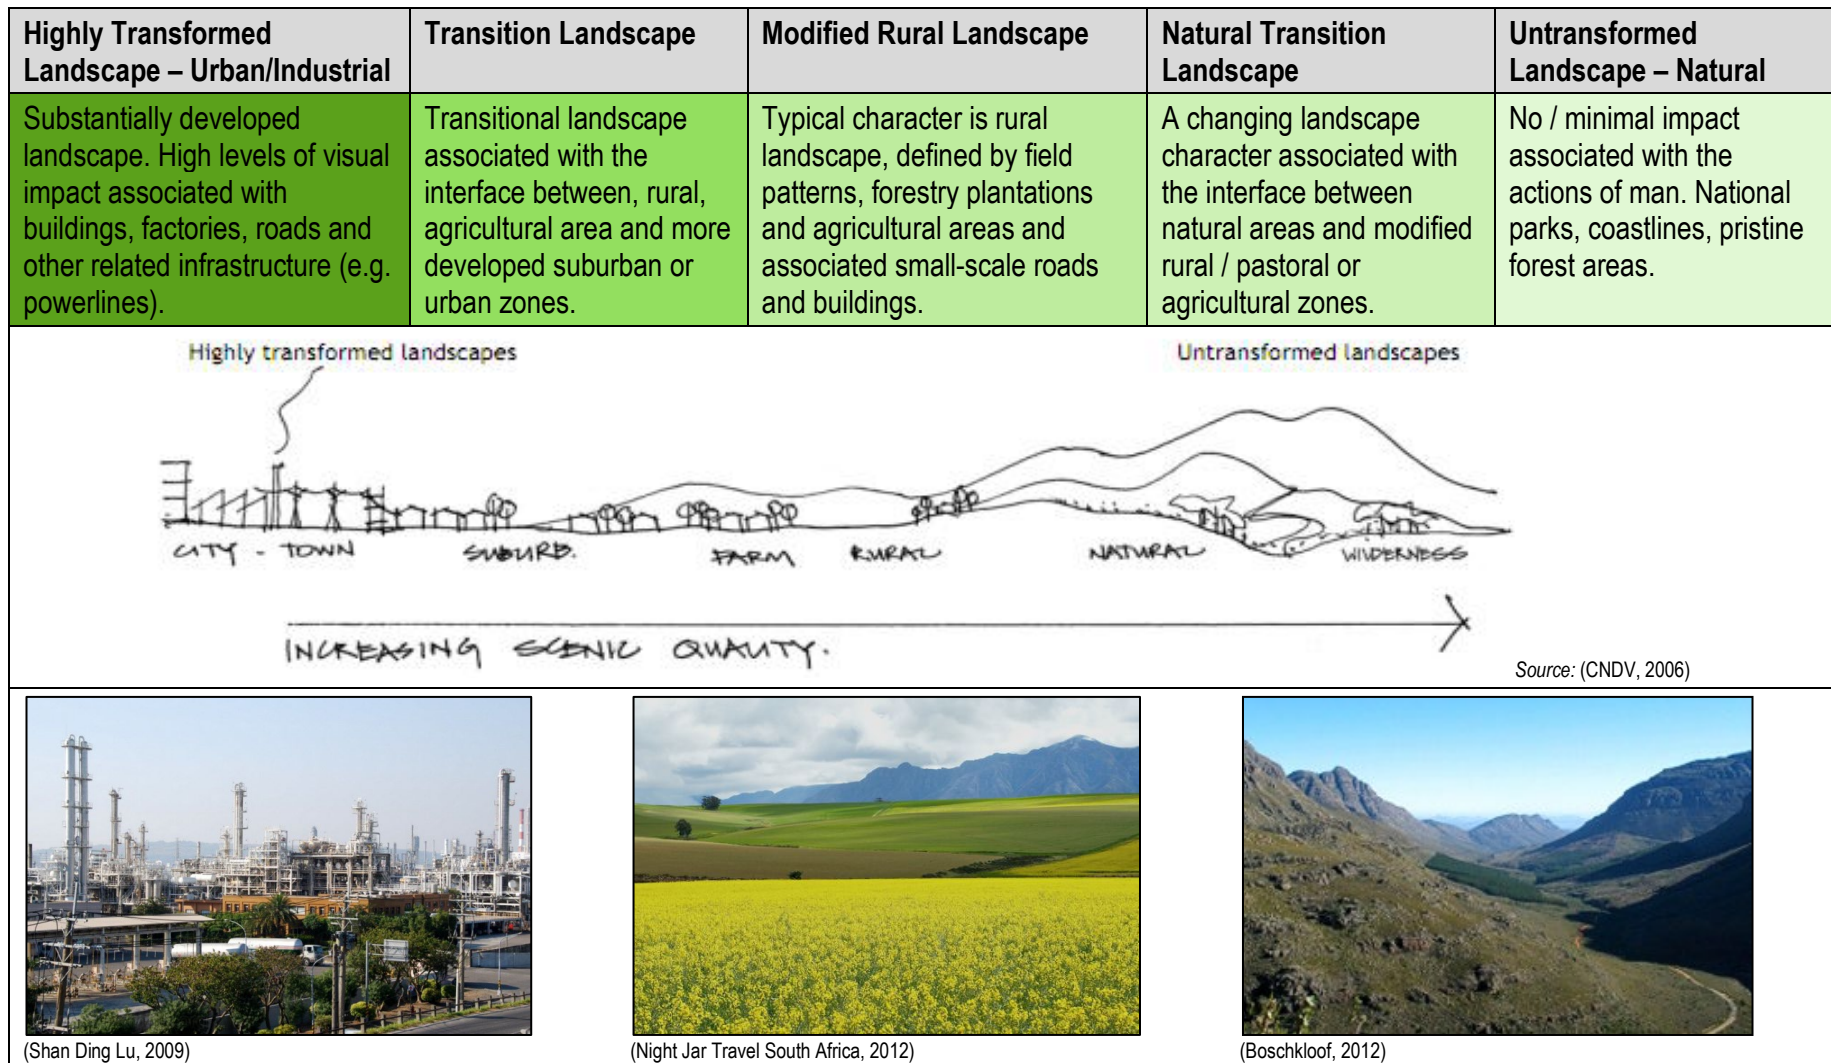 Highly Transformed
Landscape – Urban/Industrial
Transition Landscape
Modified Rural Landscape
Natural Transition
Landscape
Untransformed
Landscape – Natural
Substantially developed
landscape. High levels of visual
impact associated with
buildings, factories, roads and
other related infrastructure (e.g.
powerlines).
Transitional landscape
associated with the
interface between, rural,
agricultural area and more
developed suburban or
urban zones.
Typical character is rural
landscape, defined by field
patterns, forestry plantations
and agricultural areas and
associated small-scale roads
and buildings.
A changing landscape
character associated with
the interface between
natural areas and modified
rural / pastoral or
agricultural zones.
No / minimal impact
associated with the
actions of man. National
parks, coastlines, pristine
forest areas.
Highly transformed landscapes
Untransformed landscapes
CITY - TOWN
SUBURB.
FARM
RURAL
NATURAL
WILDERNESS
INCREASING SCENIC QUALITY.
Source: (CNDV, 2006)
(Shan Ding Lu, 2009)
(Night Jar Travel South Africa, 2012)
(Boschkloof, 2012)